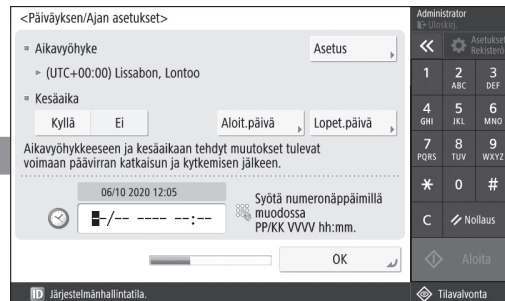 <Päiväyksen/Ajan asetukset>
Aikavyöhyke
Asetus
(UTC+00:00) Lissabon, Lontoo
Kesäaika
Kyllä
Ei
Aloit.päivä
Lopet.päivä
Aikavyöhykkeeseen ja kesäaikaan tehdyt muutokset tulevat
voimaan päävirran katkaisun ja kytkemisen jälkeen.
06/10 2020 12:05
-/-- ---- --:--
Syötä numeronäppäimillä
muodossa
PP/KK VVVV hh:mm.
OK
ID Järjestelmänhallintatila.
Administrator
Uloskirj.
Asetukset
Rekisterö
1
2
ABC
3
DEF
4
GHI
5
JKL
6
MNO
7
PQRS
8
TUV
9
WXYZ
*
0
#
C
Nollaus
Aloita
Tilavalvonta